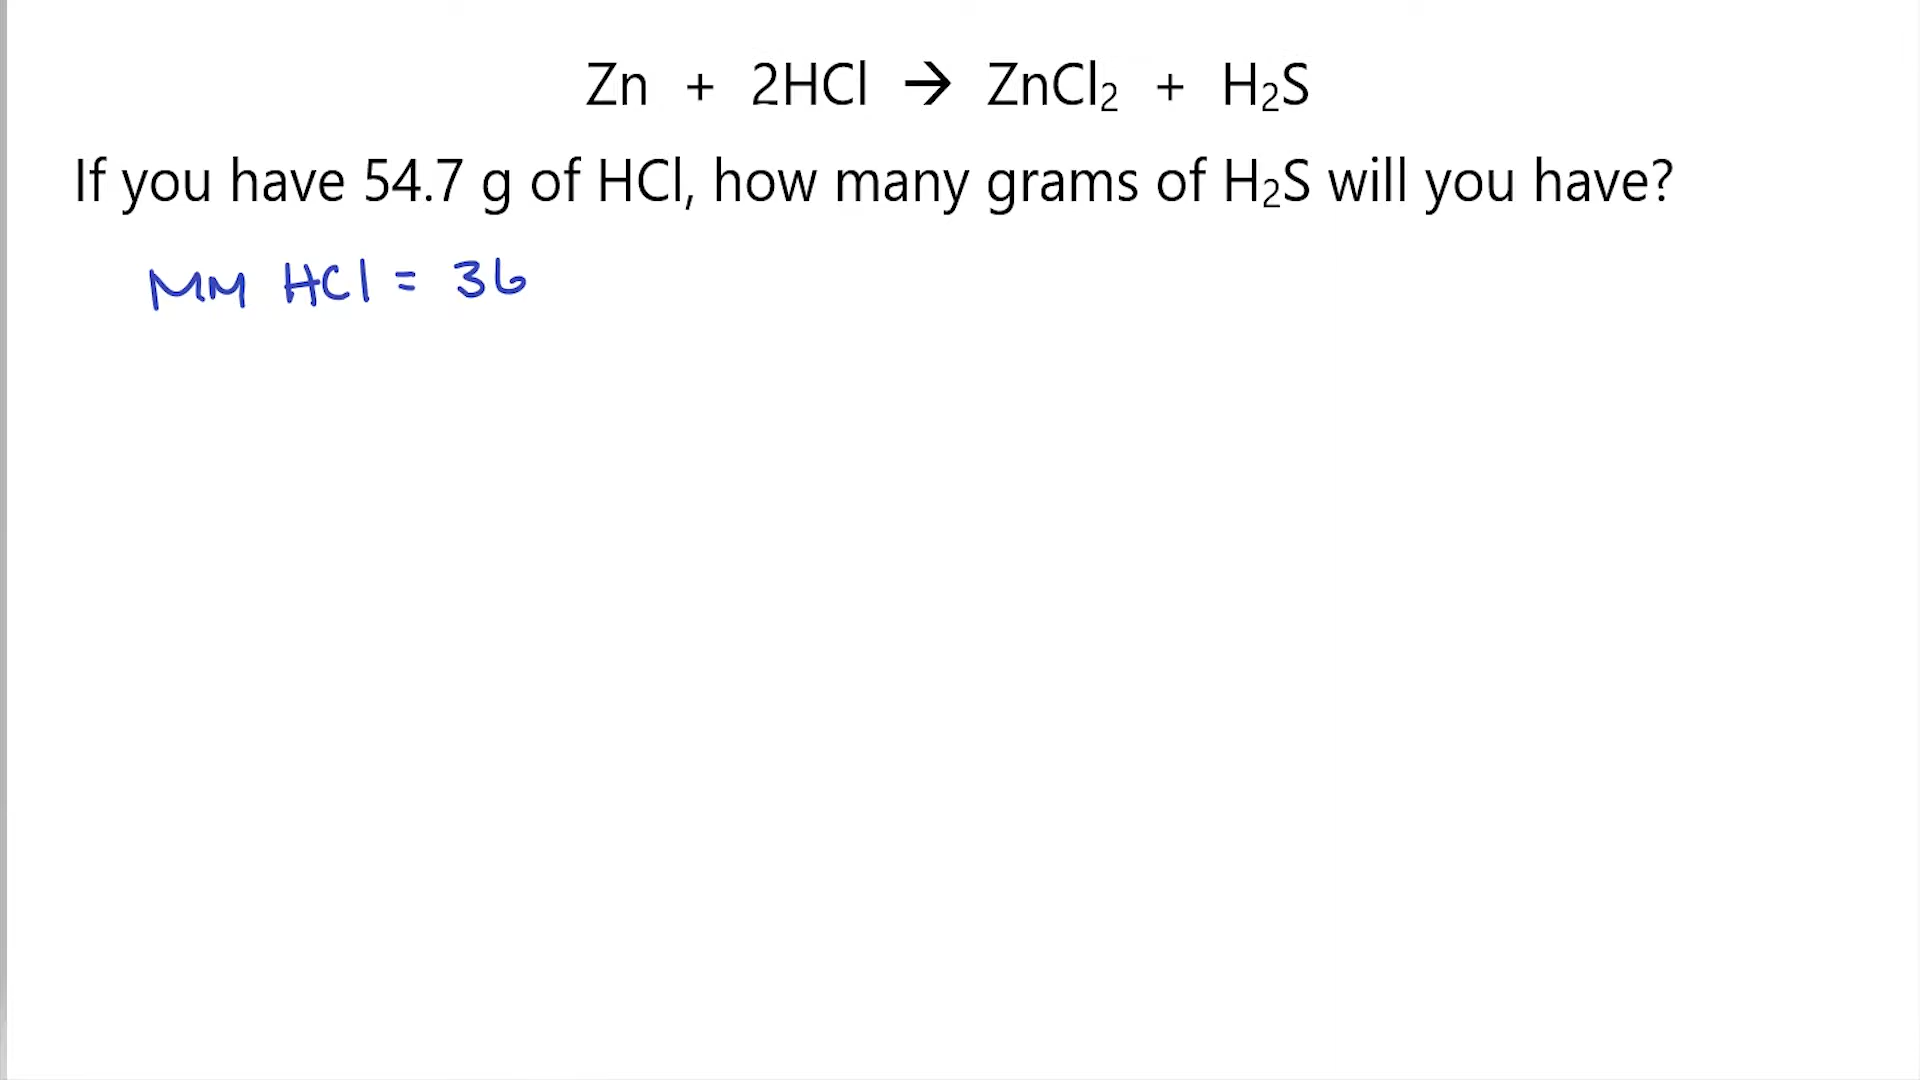 Zn + 2HCl → ZnCl₂ + H₂S
If you have 54.7 g of HCl, how many grams of H₂S will you have?
MM HCl = 36